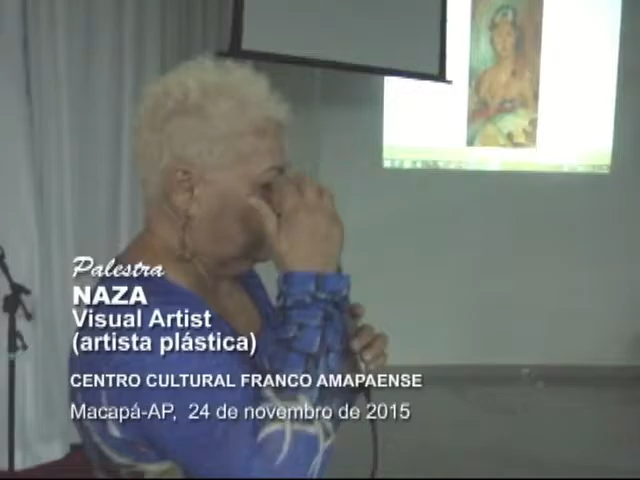 Palestra
NAZA
Visual Artist
(artista plástica)
CENTRO CULTURAL FRANCO AMAPAENSE
Macapá-AP, 24 de novembro de 2015